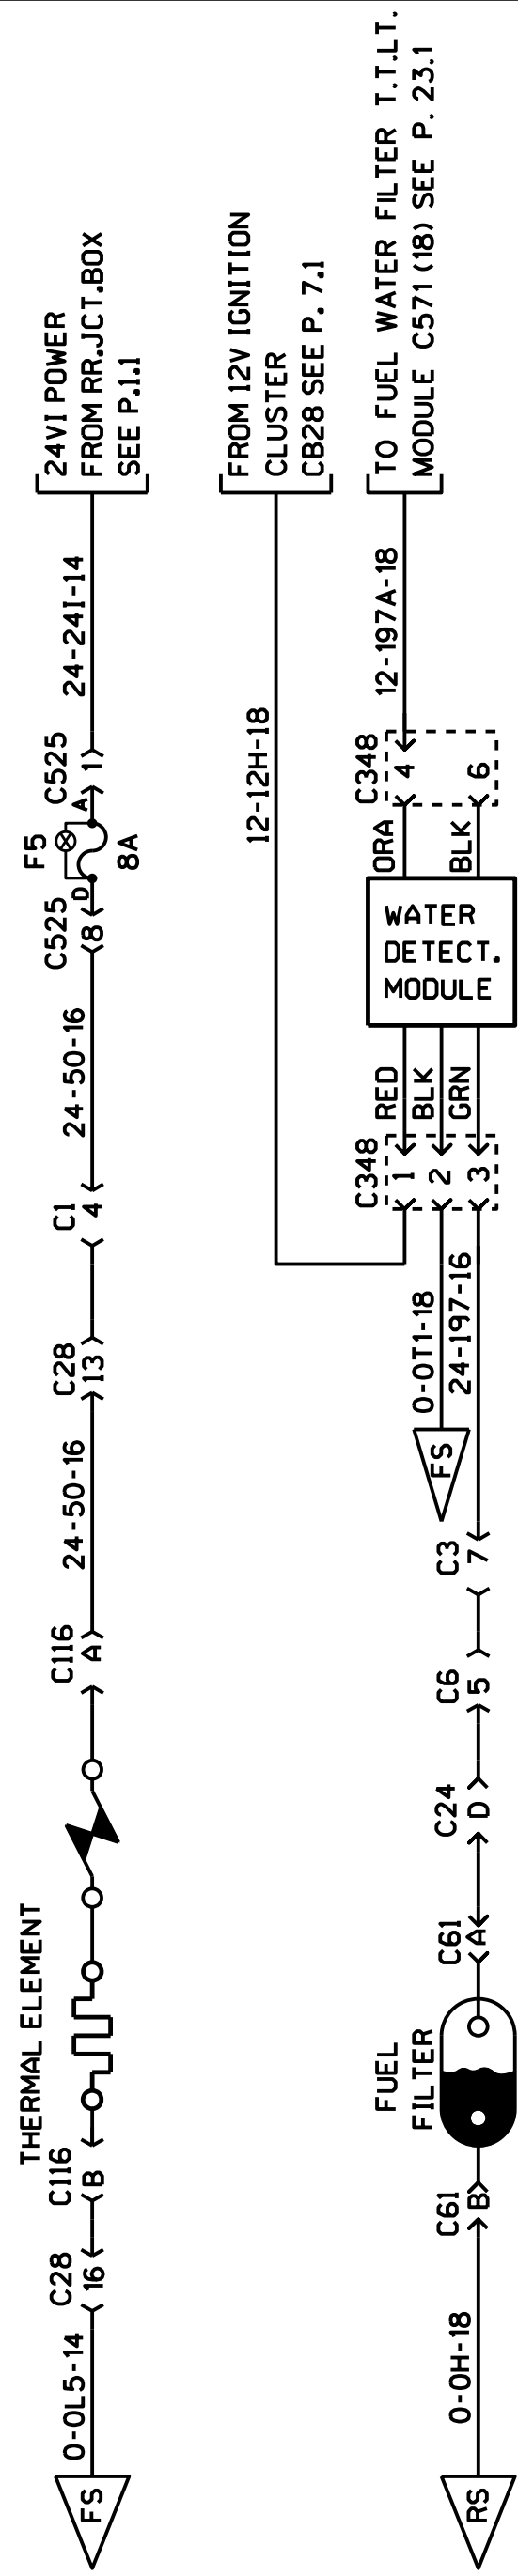 THERMAL ELEMENT
FS
0-0L5-14
C28
16
C116
B
C116
A
24-50-16
C28
13
C1
4
24-50-16
C525
8
D
F5
8A
A
C525
1
24-24I-14
24VI POWER
FROM RR.JCT.BOX
SEE P.1.1
12-12H-18
FROM 12V IGNITION
CLUSTER
CB28 SEE P. 7.1
RS
0-0H-18
C61
B
FUEL
FILTER
C61
A
C24
D
C6
5
C3
7
FS
0-0T1-18
24-197-16
C348
1
2
3
RED
BLK
GRN
WATER
DETECT.
MODULE
ORA
BLK
C348
4
6
12-197A-18
TO FUEL WATER FILTER T.T.LT.
MODULE C571 (18) SEE P. 23.1